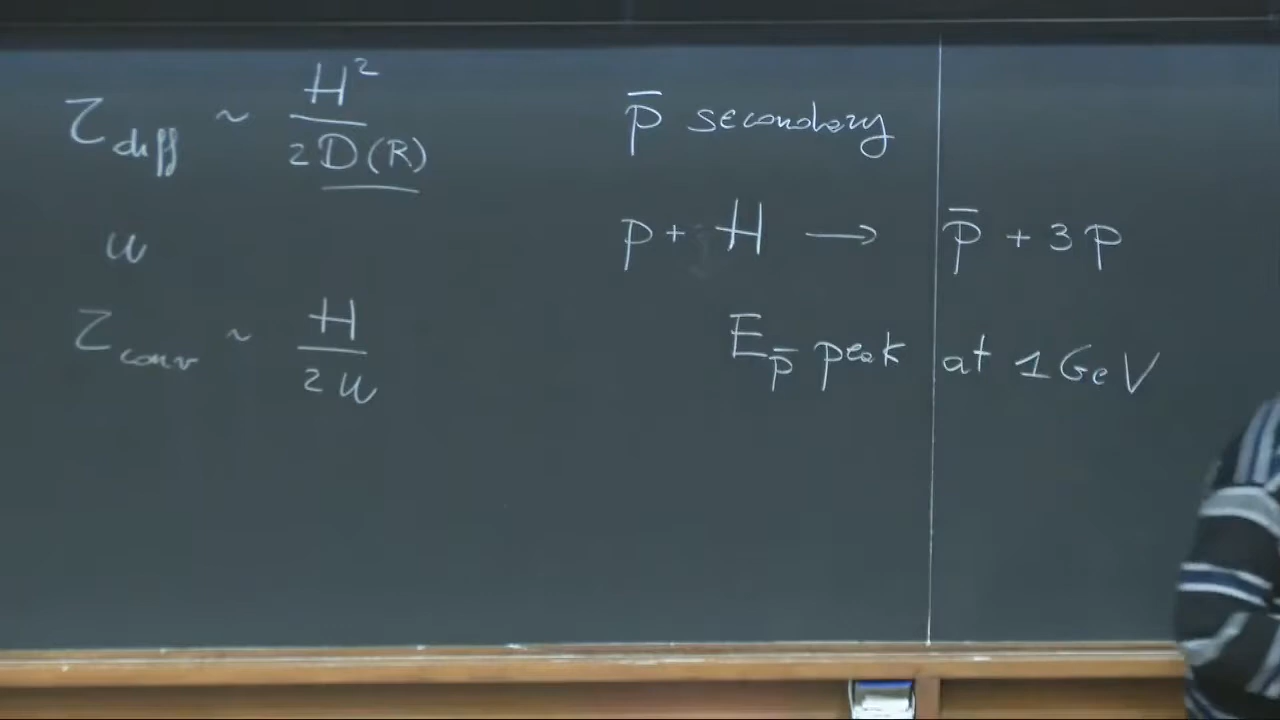 τ_diff ~ H² / 2D(R)
u
τ_conv ~ H / 2u
p̄ secondary
p + H → p̄ + 3p
E_p̄ peak at 1 GeV